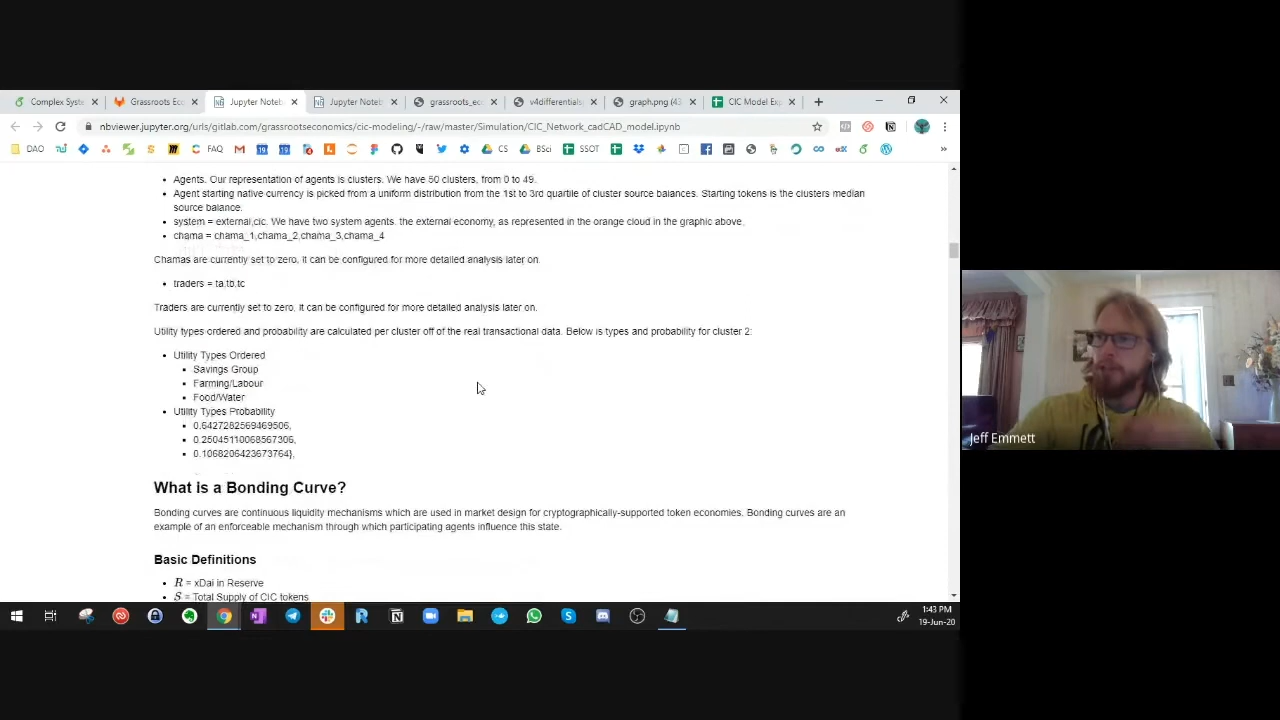 Complex Syst
Grassroots Ec
Jupyter Noteb
Jupyter Noteb
grassroots_ec
v4differentials
graph.png (43
CIC Model Exp
nbviewer.jupyter.org/urls/gitlab.com/grassrootseconomics/cic-modeling/-/raw/master/Simulation/CIC_Network_cadCAD_model.ipynb
DAO
FAQ
CS
BSci
SSOT
Agents. Our representation of agents is clusters. We have 50 clusters, from 0 to 49.
Agent starting native currency is picked from a uniform distribution from the 1st to 3rd quartile of cluster source balances. Starting tokens is the clusters median
source balance.
system = external,cic. We have two system agents. the external economy, as represented in the orange cloud in the graphic above,
chama = chama_1,chama_2,chama_3,chama_4
Chamas are currently set to zero, it can be configured for more detailed analysis later on.
traders = ta,tb,tc
Traders are currently set to zero, it can be configured for more detailed analysis later on.
Utility types ordered and probability are calculated per cluster off of the real transactional data. Below is types and probability for cluster 2:
Utility Types Ordered
Savings Group
Farming/Labour
Food/Water
Utility Types Probability
0.6427282569469506,
0.25045110068567306,
0.1068206423673764},
What is a Bonding Curve?
Bonding curves are continuous liquidity mechanisms which are used in market design for cryptographically-supported token economies. Bonding curves are an
example of an enforceable mechanism through which participating agents influence this state.
Basic Definitions
R = xDai in Reserve
S = Total Supply of CIC tokens
1:43 PM
19-Jun-20
Jeff Emmett